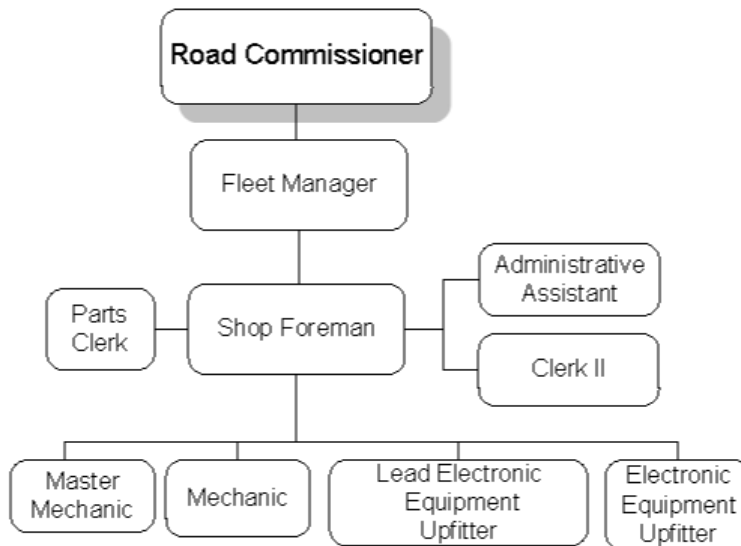 Road Commissioner
Fleet Manager
Administrative
Assistant
Parts
Clerk
Shop Foreman
Clerk II
Master
Mechanic
Mechanic
Lead Electronic
Equipment
Upfitter
Electronic
Equipment
Upfitter